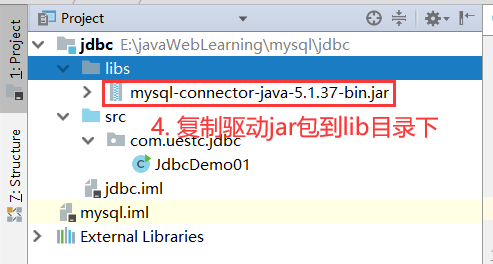 Project
1: Project
jdbc E:\javaWebLearning\mysql\jdbc
libs
mysql-connector-java-5.1.37-bin.jar
4. 复制驱动jar包到lib目录下
src
com.uestc.jdbc
JdbcDemo01
jdbc.iml
mysql.iml
External Libraries
Z: Structure